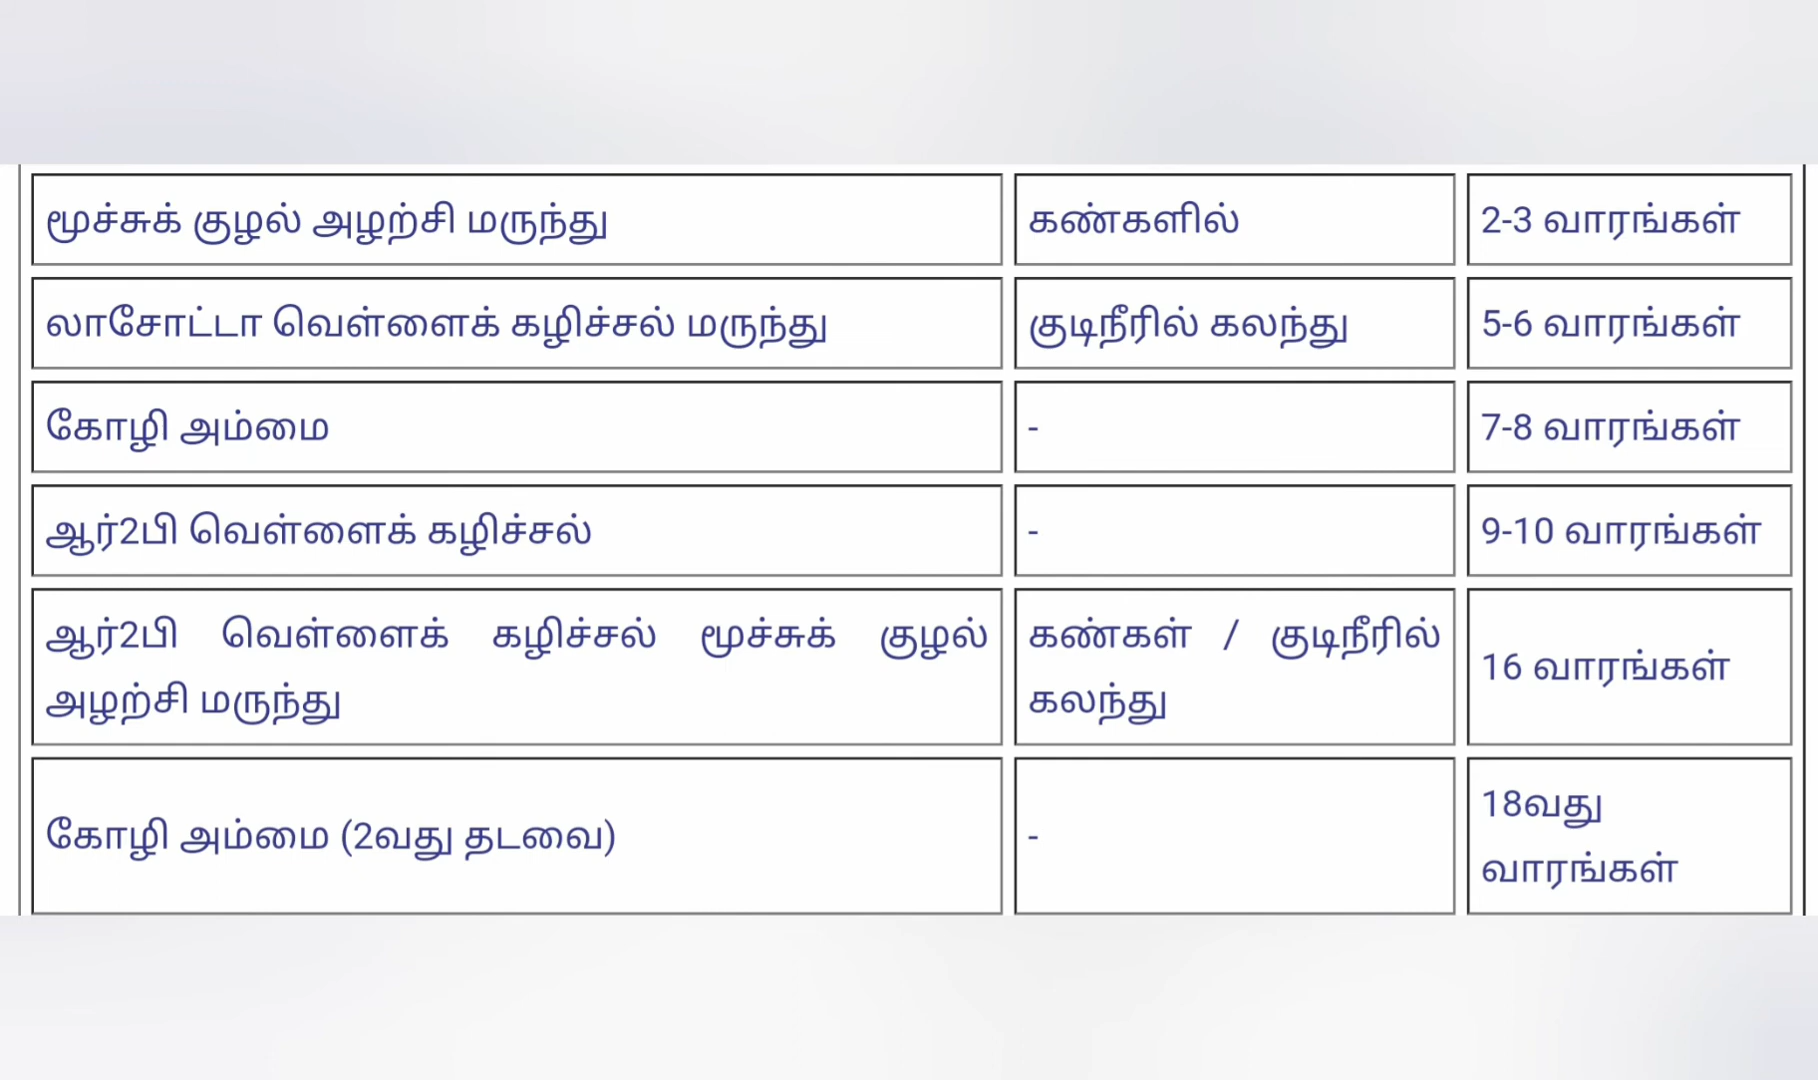 மூச்சுக் குழல் அழற்சி மருந்து கண்களில் 2-3 வாரங்கள்
லாசோட்டா வெள்ளைக் கழிச்சல் மருந்து குடிநீரில் கலந்து 5-6 வாரங்கள்
கோழி அம்மை - 7-8 வாரங்கள்
ஆர்2பி வெள்ளைக் கழிச்சல் - 9-10 வாரங்கள்
ஆர்2பி வெள்ளைக் கழிச்சல் மூச்சுக் குழல்
அழற்சி மருந்து
கண்கள் / குடிநீரில்
கலந்து
16 வாரங்கள்
கோழி அம்மை (2வது தடவை) -
18வது
வாரங்கள்